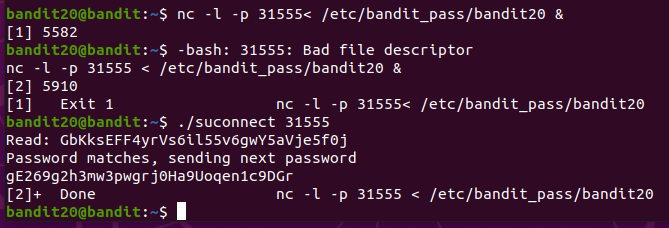 bandit20@bandit:~$ nc -l -p 31555< /etc/bandit_pass/bandit20 &
[1] 5582
bandit20@bandit:~$ -bash: 31555: Bad file descriptor
nc -l -p 31555 < /etc/bandit_pass/bandit20 &
[2] 5910
[1]   Exit 1                  nc -l -p 31555< /etc/bandit_pass/bandit20
bandit20@bandit:~$ ./suconnect 31555
Read: GbKksEFF4yrVs6il55v6gwY5aVje5f0j
Password matches, sending next password
gE269g2h3mw3pwgrj0Ha9Uoqen1c9DGr
[2]+  Done                    nc -l -p 31555 < /etc/bandit_pass/bandit20
bandit20@bandit:~$